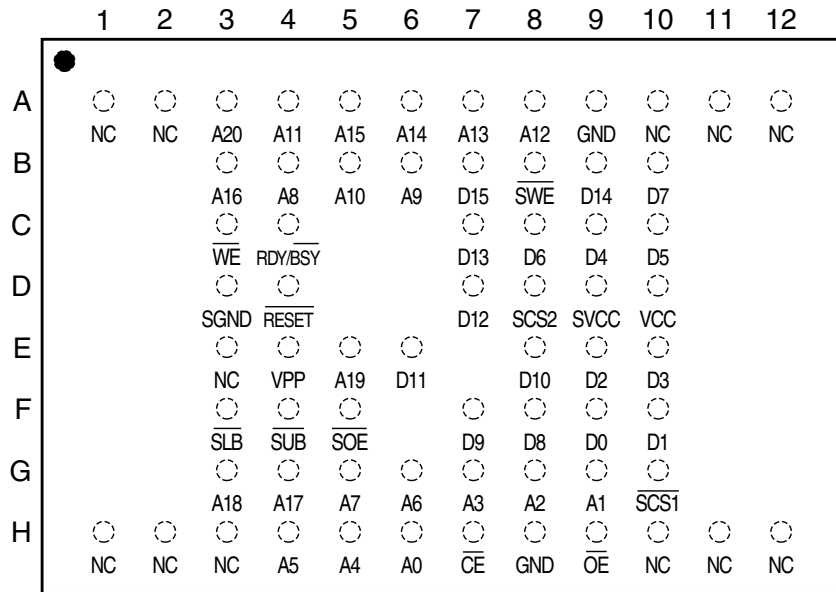 1 2 3 4 5 6 7 8 9 10 11 12
A
NC NC A20 A11 A15 A14 A13 A12 GND NC NC NC
B
A16 A8 A10 A9 D15 SWE D14 D7
C
WE RDY/BSY D13 D6 D4 D5
D
SGND RESET D12 SCS2 SVCC VCC
E
NC VPP A19 D11 D10 D2 D3
F
SLB SUB SOE D9 D8 D0 D1
G
A18 A17 A7 A6 A3 A2 A1 SCS1
H
NC NC NC A5 A4 A0 CE GND OE NC NC NC